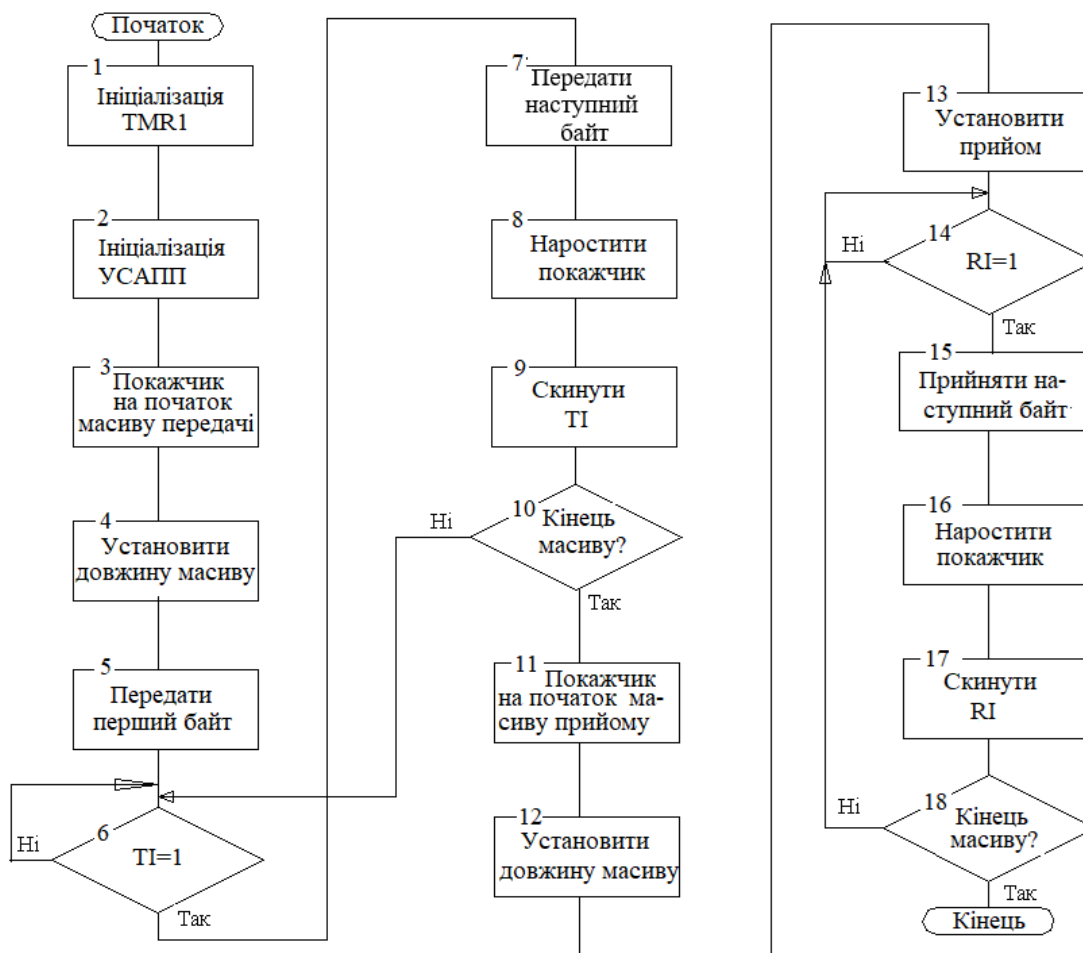 Початок
1
Ініціалізація
TMR1
2
Ініціалізація
УСАПП
3
Покажчик
на початок
масиву передачі
4
Установити
довжину масиву
5
Передати
перший байт
6
Ні
TI=1
Так
7
Передати
наступний
байт
8
Наростити
покажчик
9
Скинути
TI
10
Ні
Кінець
масиву?
Так
11
Покажчик
на початок ма-
сиву прийому
12
Установити
довжину масиву
13
Установити
прийом
14
Ні
RI=1
Так
15
Прийняти на-
ступний байт
16
Наростити
покажчик
17
Скинути
RI
18
Ні
Кінець
масиву?
Так
Кінець